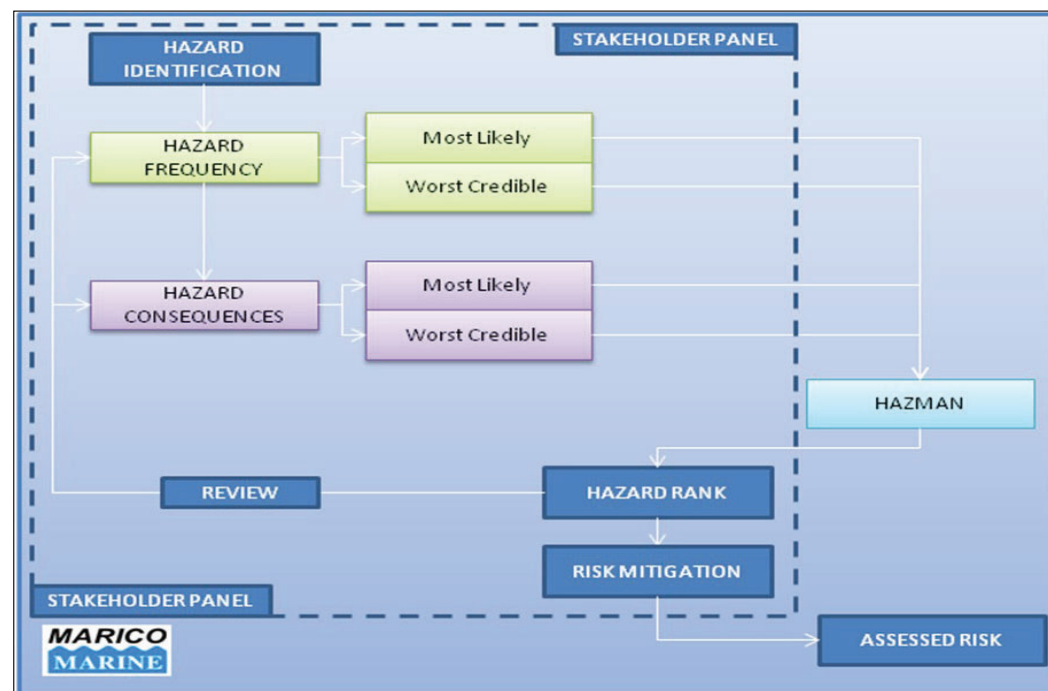 STAKEHOLDER PANEL
HAZARD
IDENTIFICATION
HAZARD
FREQUENCY
Most Likely
Worst Credible
HAZARD
CONSEQUENCES
Most Likely
Worst Credible
HAZMAN
REVIEW
HAZARD RANK
RISK MITIGATION
STAKEHOLDER PANEL
ASSESSED RISK
MARICO
MARINE